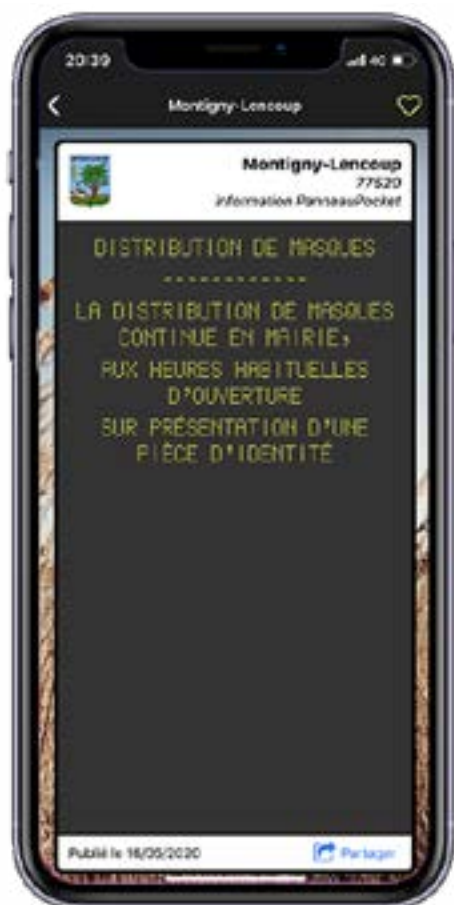 20:39
4G
Montigny-Lencoup
Montigny-Lencoup
77520
information PanneauPocket
DISTRIBUTION DE MASQUES
------------
LA DISTRIBUTION DE MASQUES
CONTINUE EN MAIRIE,
AUX HEURES HABITUELLES
D'OUVERTURE
SUR PRÉSENTATION D'UNE
PIÈCE D'IDENTITÉ
Publié le 16/05/2020
Partager